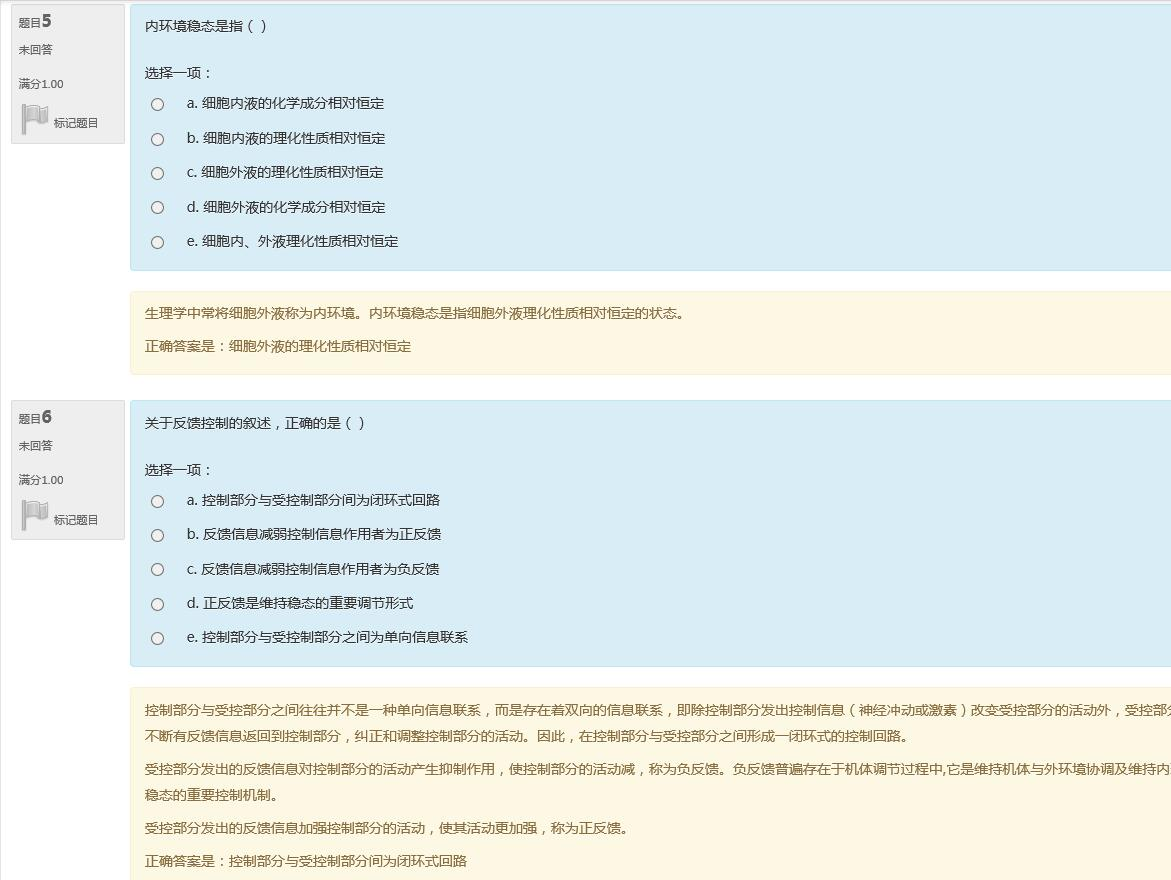 题目5
未回答
满分1.00
标记题目
内环境稳态是指 ( )
选择一项：
a. 细胞内液的化学成分相对恒定
b. 细胞内液的理化性质相对恒定
c. 细胞外液的理化性质相对恒定
d. 细胞外液的化学成分相对恒定
e. 细胞内、外液理化性质相对恒定
生理学中常将细胞外液称为内环境。内环境稳态是指细胞外液理化性质相对恒定的状态。
正确答案是：细胞外液的理化性质相对恒定
题目6
未回答
满分1.00
标记题目
关于反馈控制的叙述，正确的是 ( )
选择一项：
a. 控制部分与受控制部分间为闭环式回路
b. 反馈信息减弱控制信息作用者为正反馈
c. 反馈信息减弱控制信息作用者为负反馈
d. 正反馈是维持稳态的重要调节形式
e. 控制部分与受控制部分之间为单向信息联系
控制部分与受控部分之间往往并不是一种单向信息联系，而是存在着双向的信息联系，即除控制部分发出控制信息（神经冲动或激素）改变受控部分的活动外，受控部分
不断有反馈信息返回到控制部分，纠正和调整控制部分的活动。因此，在控制部分与受控部分之间形成一闭环式的控制回路。
受控部分发出的反馈信息对控制部分的活动产生抑制作用，使控制部分的活动减，称为负反馈。负反馈普遍存在于机体调节过程中,它是维持机体与外环境协调及维持内
稳态的重要控制机制。
受控部分发出的反馈信息加强控制部分的活动，使其活动更加强，称为正反馈。
正确答案是：控制部分与受控制部分间为闭环式回路